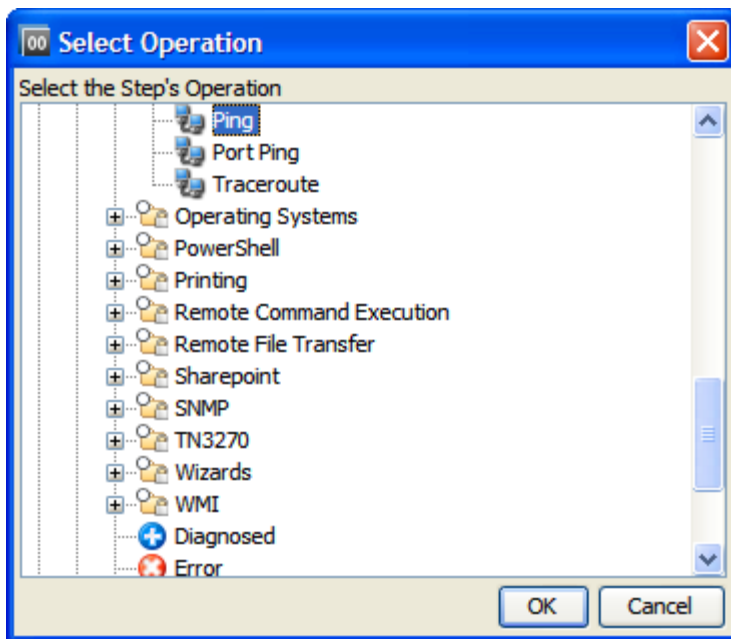 00 Select Operation
Select the Step's Operation
Ping
Port Ping
Traceroute
Operating Systems
PowerShell
Printing
Remote Command Execution
Remote File Transfer
Sharepoint
SNMP
TN3270
Wizards
WMI
Diagnosed
Error
OK Cancel